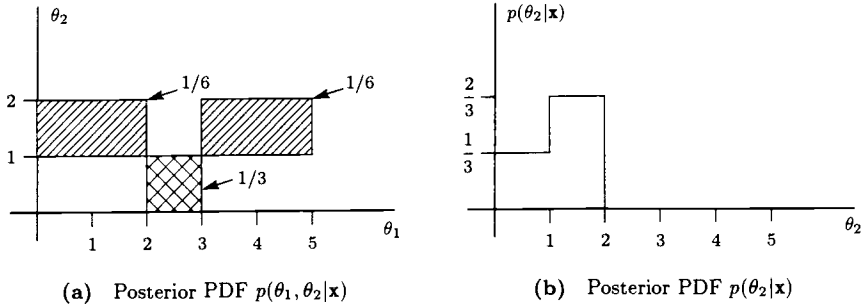 θ₂
1/6
1/6
2
1
1/3
1
2
3
4
5
θ₁
(a) Posterior PDF p(θ₁, θ₂|x)
p(θ₂|x)
2/3
1/3
1
2
3
4
5
θ₂
(b) Posterior PDF p(θ₂|x)